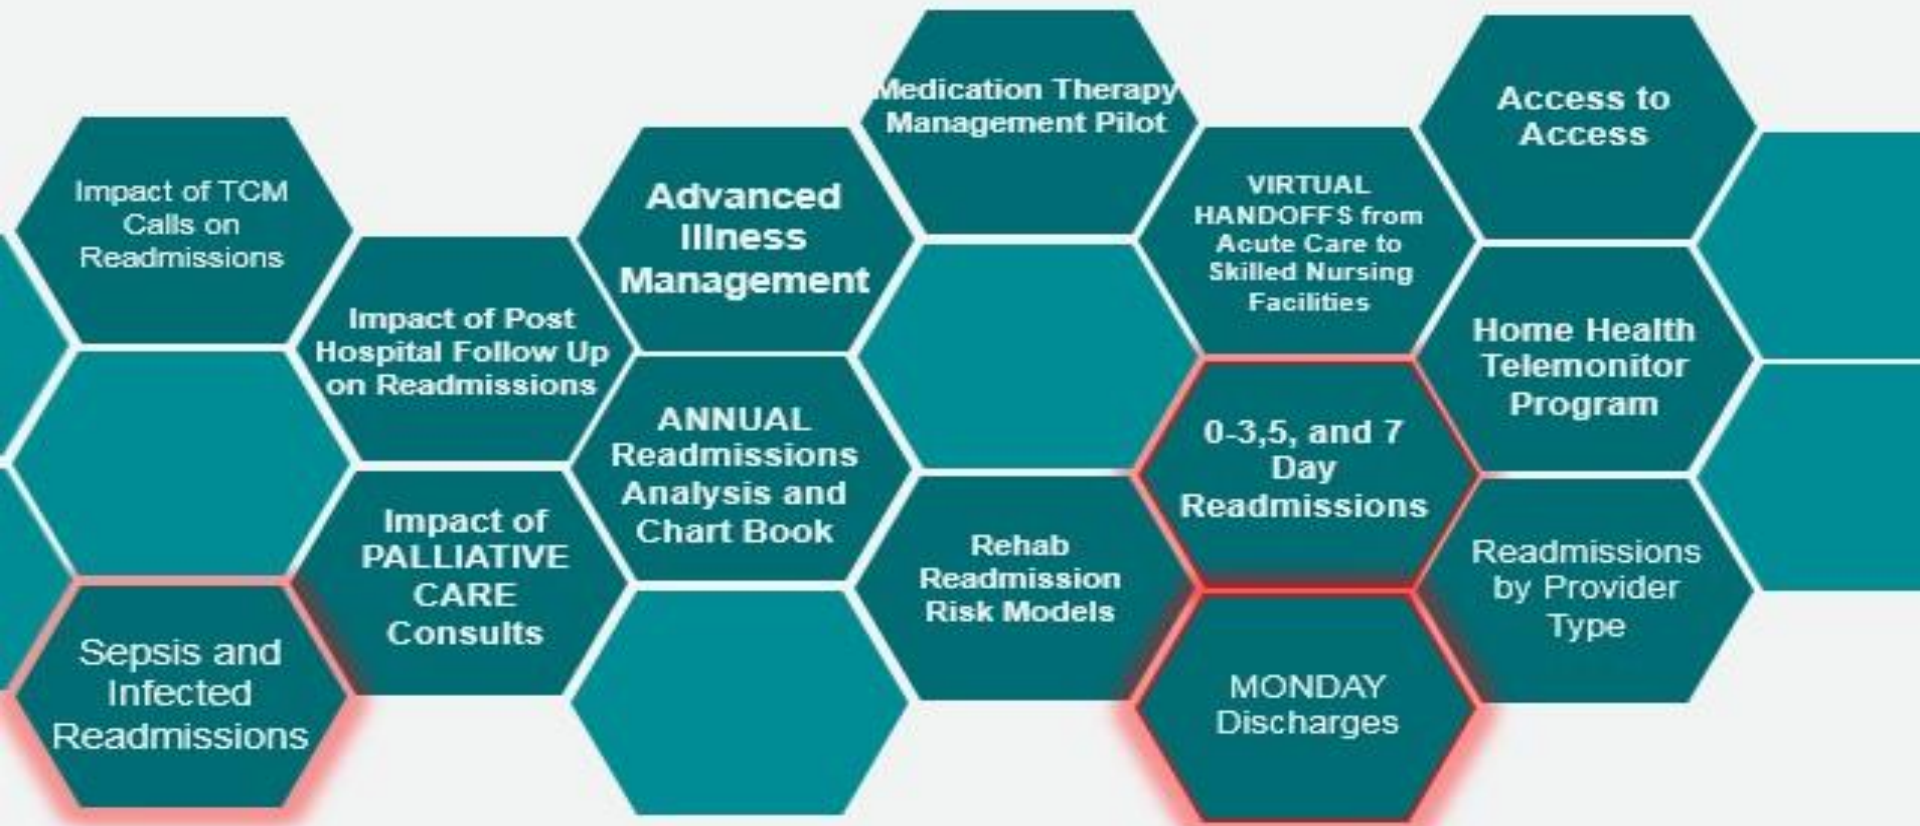 Impact of TCM
Calls on
Readmissions
Sepsis and
Infected
Readmissions
Impact of Post
Hospital Follow Up
on Readmissions
Impact of
PALLIATIVE
CARE
Consults
Advanced
Illness
Management
ANNUAL
Readmissions
Analysis and
Chart Book
Medication Therapy
Management Pilot
Rehab
Readmission
Risk Models
VIRTUAL
HANDOFFS from
Acute Care to
Skilled Nursing
Facilities
0-3,5, and 7
Day
Readmissions
MONDAY
Discharges
Access to
Access
Home Health
Telemonitor
Program
Readmissions
by Provider
Type